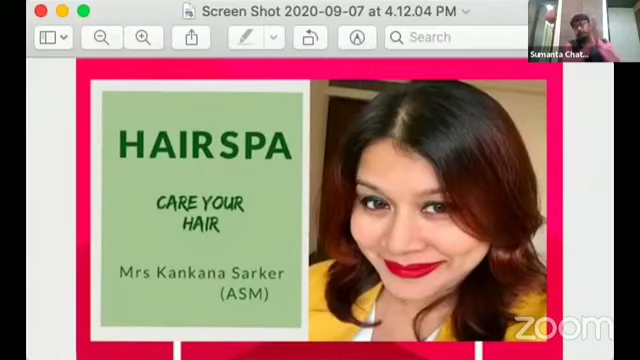 Screen Shot 2020-09-07 at 4.12.04 PM
Search
Sumanta Chat...
HAIRSPA
CARE YOUR
HAIR
Mrs Kankana Sarker
(ASM)
zoom